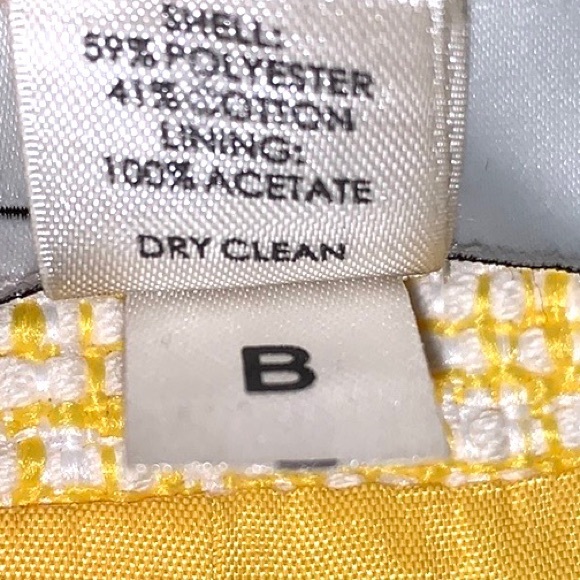 SHELL:
59% POLYESTER
41% COTTON
LINING:
100% ACETATE
DRY CLEAN
B